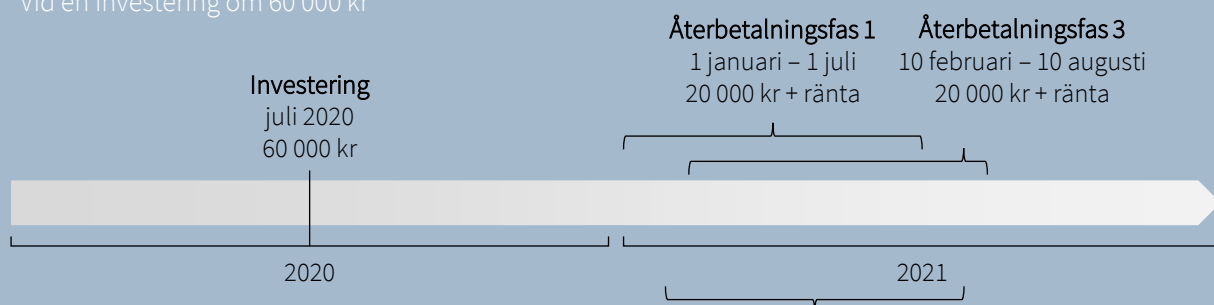 Vid en investering om 60 000 kr
Återbetalningsfas 1
1 januari – 1 juli
20 000 kr + ränta
Återbetalningsfas 3
10 februari – 10 augusti
20 000 kr + ränta
Investering
juli 2020
60 000 kr
2020
2021